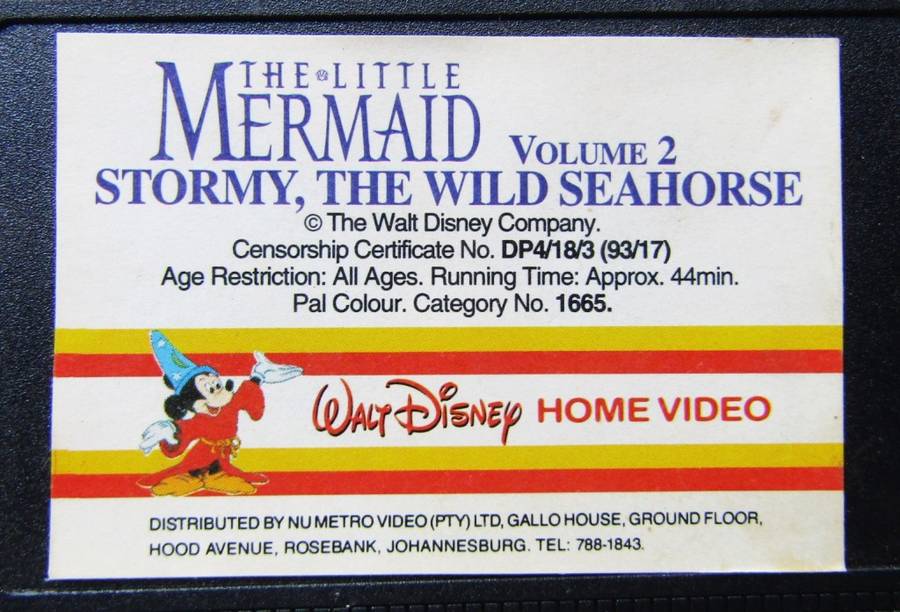 THE LITTLE
MERMAID VOLUME 2
STORMY, THE WILD SEAHORSE
© The Walt Disney Company.
Censorship Certificate No. DP4/18/3 (93/17)
Age Restriction: All Ages. Running Time: Approx. 44min.
Pal Colour. Category No. 1665.
WALT DISNEY HOME VIDEO
DISTRIBUTED BY NU METRO VIDEO (PTY) LTD, GALLO HOUSE, GROUND FLOOR,
HOOD AVENUE, ROSEBANK, JOHANNESBURG. TEL: 788-1843.